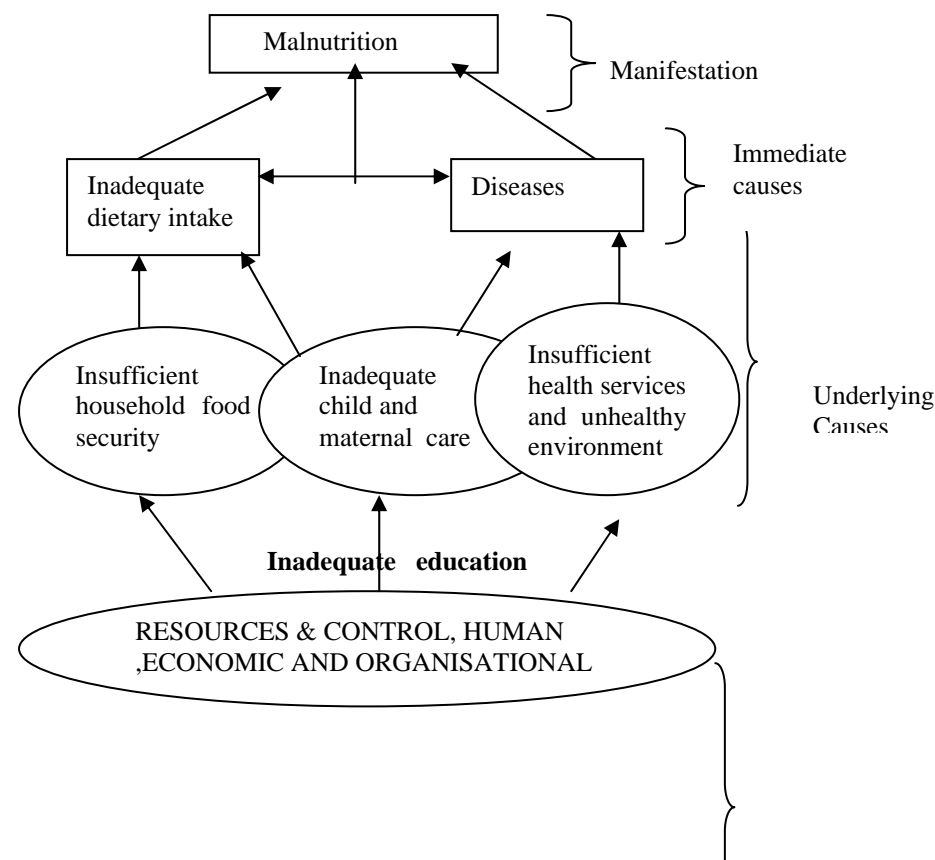 Malnutrition
Manifestation
Immediate
causes
Inadequate
dietary intake
Diseases
Insufficient
household food
security
Inadequate
child and
maternal care
Insufficient
health services
and unhealthy
environment
Underlying
Causes
Inadequate education
RESOURCES & CONTROL, HUMAN
,ECONOMIC AND ORGANISATIONAL